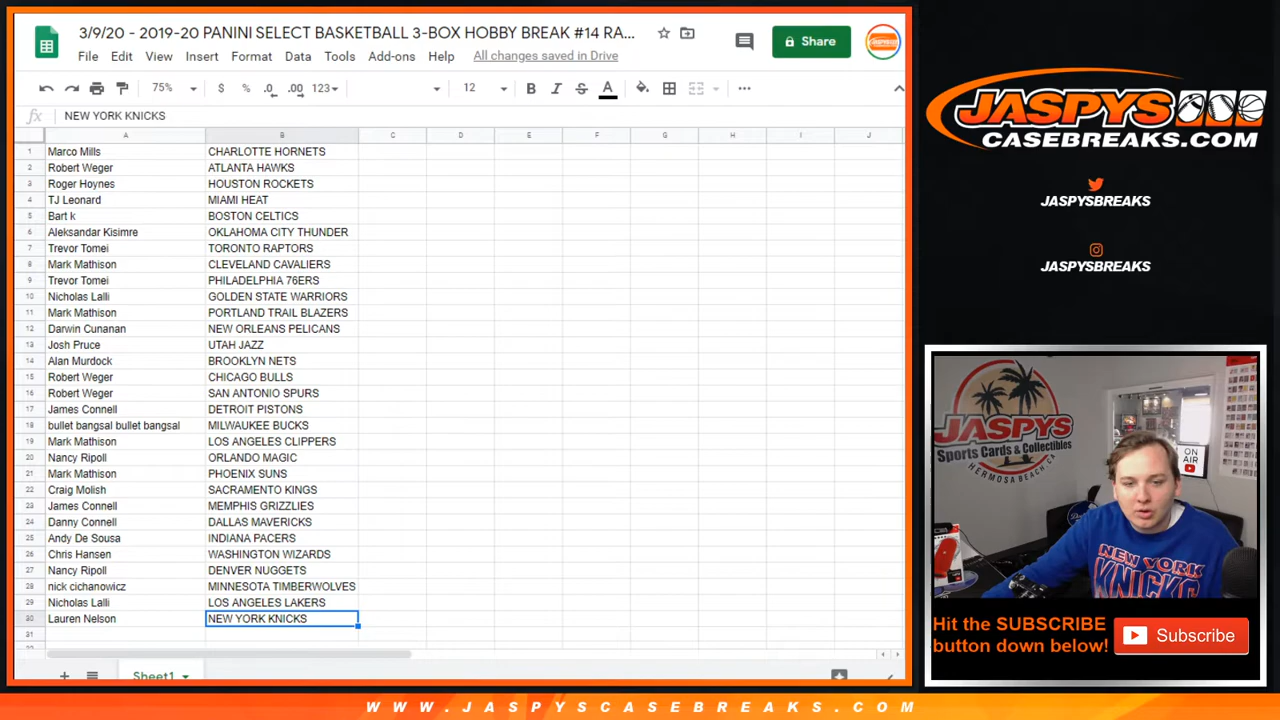 3/9/20 - 2019-20 PANINI SELECT BASKETBALL 3-BOX HOBBY BREAK #14 RA...
File Edit View Insert Format Data Tools Add-ons Help All changes saved in Drive
Share
75% $ % .0 .00 123 12 B I S A
fx NEW YORK KNICKS
A B C D E F G H I J
1 Marco Mills CHARLOTTE HORNETS
2 Robert Weger ATLANTA HAWKS
3 Roger Hoynes HOUSTON ROCKETS
4 TJ Leonard MIAMI HEAT
5 Bart k BOSTON CELTICS
6 Aleksandar Kisimre OKLAHOMA CITY THUNDER
7 Trevor Tomei TORONTO RAPTORS
8 Mark Mathison CLEVELAND CAVALIERS
9 Trevor Tomei PHILADELPHIA 76ERS
10 Nicholas Lalli GOLDEN STATE WARRIORS
11 Mark Mathison PORTLAND TRAIL BLAZERS
12 Darwin Cunanan NEW ORLEANS PELICANS
13 Josh Pruce UTAH JAZZ
14 Alan Murdock BROOKLYN NETS
15 Robert Weger CHICAGO BULLS
16 Robert Weger SAN ANTONIO SPURS
17 James Connell DETROIT PISTONS
18 bullet bangsal bullet bangsal MILWAUKEE BUCKS
19 Mark Mathison LOS ANGELES CLIPPERS
20 Nancy Ripoll ORLANDO MAGIC
21 Mark Mathison PHOENIX SUNS
22 Craig Molish SACRAMENTO KINGS
23 James Connell MEMPHIS GRIZZLIES
24 Danny Connell DALLAS MAVERICKS
25 Andy De Sousa INDIANA PACERS
26 Chris Hansen WASHINGTON WIZARDS
27 Nancy Ripoll DENVER NUGGETS
28 nick cichanowicz MINNESOTA TIMBERWOLVES
29 Nicholas Lalli LOS ANGELES LAKERS
30 Lauren Nelson NEW YORK KNICKS
31
Sheet1
JASPYS
CASEBREAKS.COM
JASPYSBREAKS
JASPYSBREAKS
JASPYS
Sports Cards & Collectibles
HERMOSA BEACH, CA
ON
AIR
NEW YORK
KNICKS
Hit the SUBSCRIBE
button down below!
Subscribe
WWW.JASPYSCASEBREAKS.COM